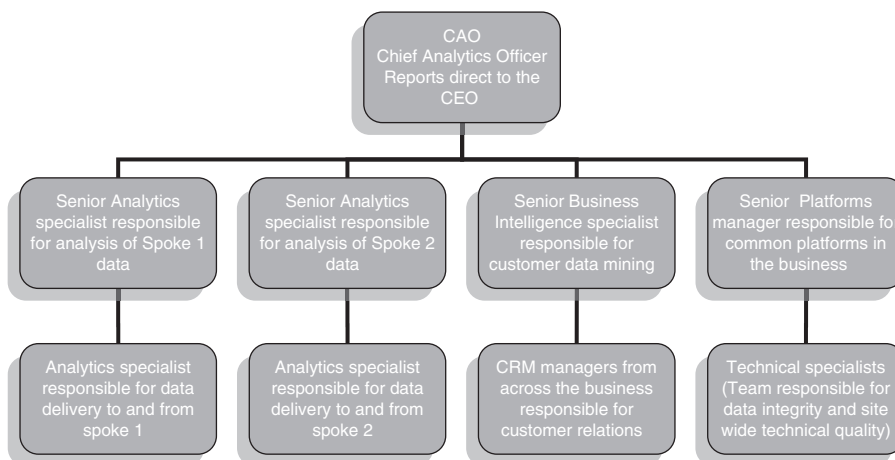 CAO
Chief Analytics Officer
Reports direct to the
CEO
Senior Analytics
specialist responsible
for analysis of Spoke 1
data
Senior Analytics
specialist responsible
for analysis of Spoke 2
data
Senior Business
Intelligence specialist
responsible for
customer data mining
Senior Platforms
manager responsible fo
common platforms in
the business
Analytics specialist
responsible for data
delivery to and from
spoke 1
Analytics specialist
responsible for data
delivery to and from
spoke 2
CRM managers from
across the business
responsible for
customer relations
Technical specialists
(Team responsible for
data integrity and site
wide technical quality)